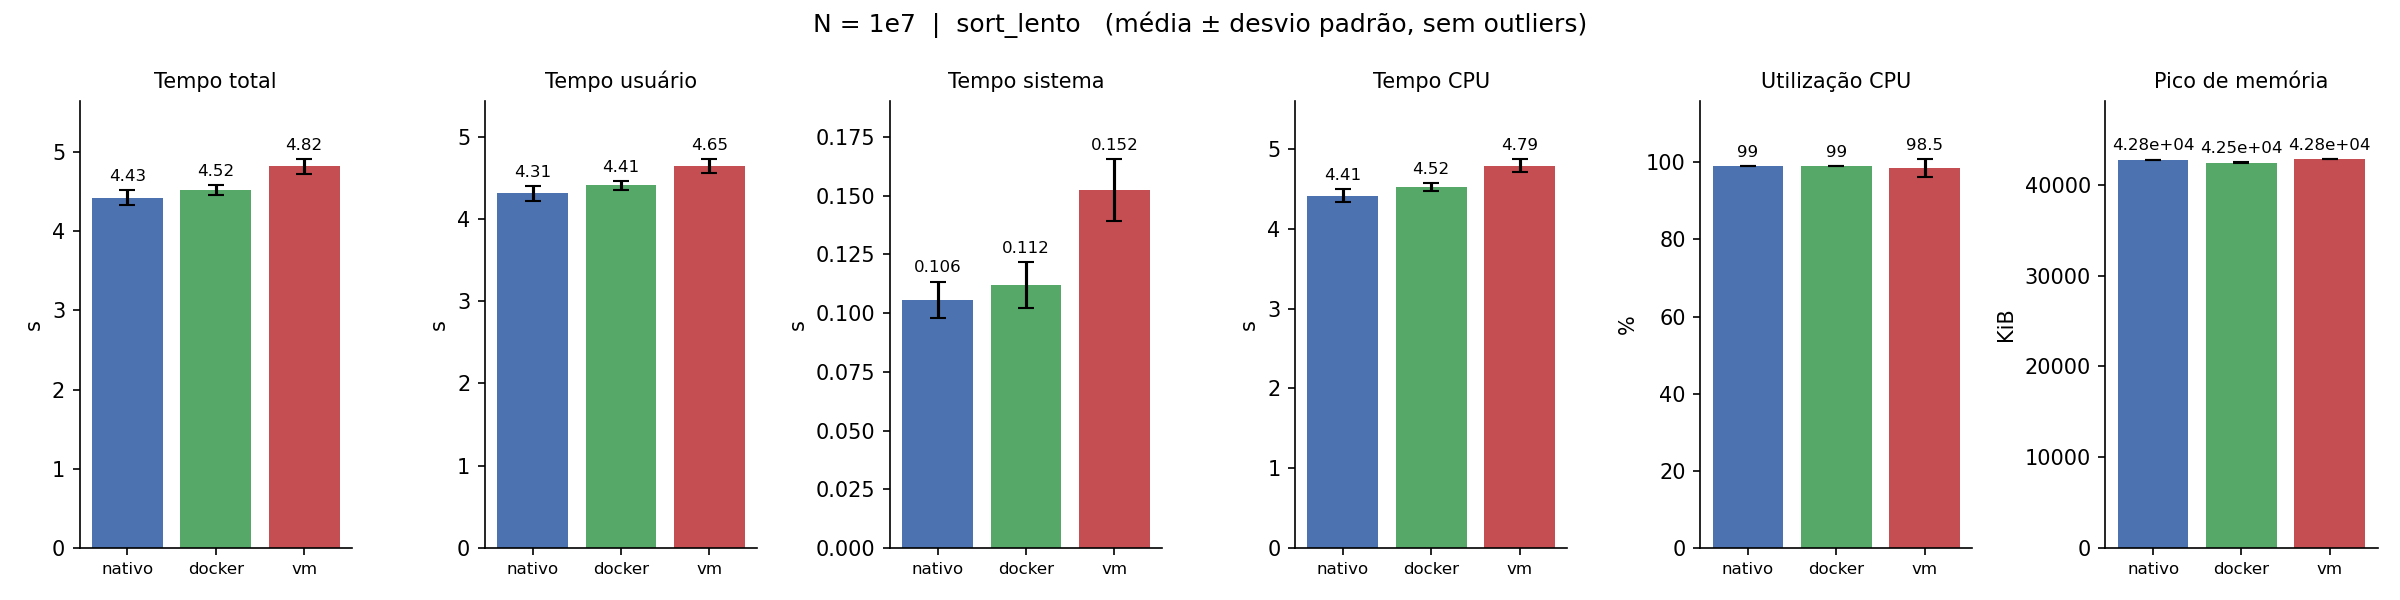 N = 1e7 | sort_lento (média ± desvio padrão, sem outliers)
Tempo total
s
5
4
3
2
1
0
4.43
4.52
4.82
nativo
docker
vm
Tempo usuário
s
5
4
3
2
1
0
4.31
4.41
4.65
nativo
docker
vm
Tempo sistema
s
0.175
0.150
0.125
0.100
0.075
0.050
0.025
0.000
0.106
0.112
0.152
nativo
docker
vm
Tempo CPU
s
5
4
3
2
1
0
4.41
4.52
4.79
nativo
docker
vm
Utilização CPU
%
100
80
60
40
20
0
99
99
98.5
nativo
docker
vm
Pico de memória
KiB
40000
30000
20000
10000
0
4.28e+04
4.25e+04
4.28e+04
nativo
docker
vm